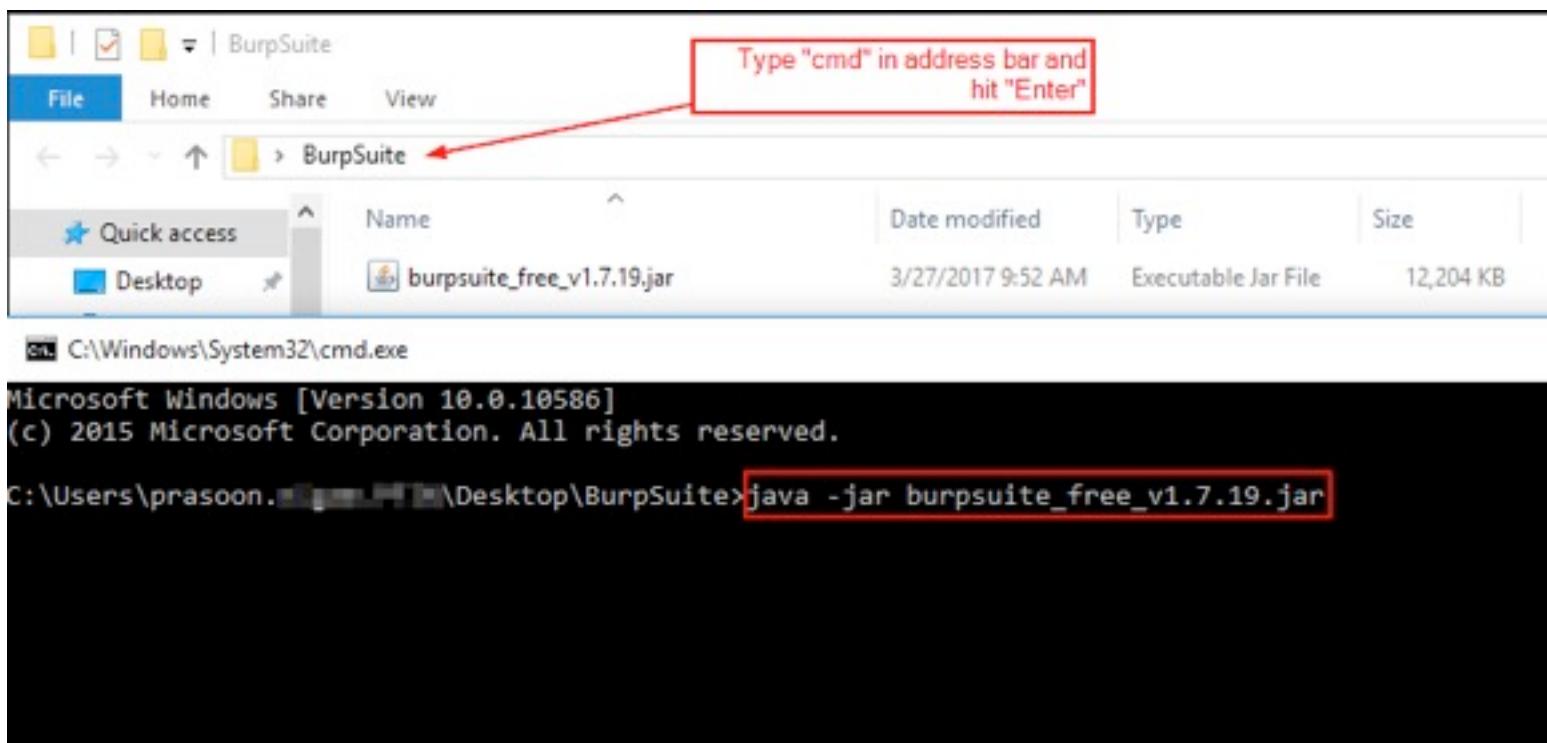 BurpSuite
Type "cmd" in address bar and
hit "Enter"
File Home Share View
BurpSuite
Quick access
Name Date modified Type Size
Desktop
burpsuite_free_v1.7.19.jar 3/27/2017 9:52 AM Executable Jar File 12,204 KB
C:\Windows\System32\cmd.exe
Microsoft Windows [Version 10.0.10586]
(c) 2015 Microsoft Corporation. All rights reserved.
C:\Users\prasoon. \Desktop\BurpSuite>java -jar burpsuite_free_v1.7.19.jar